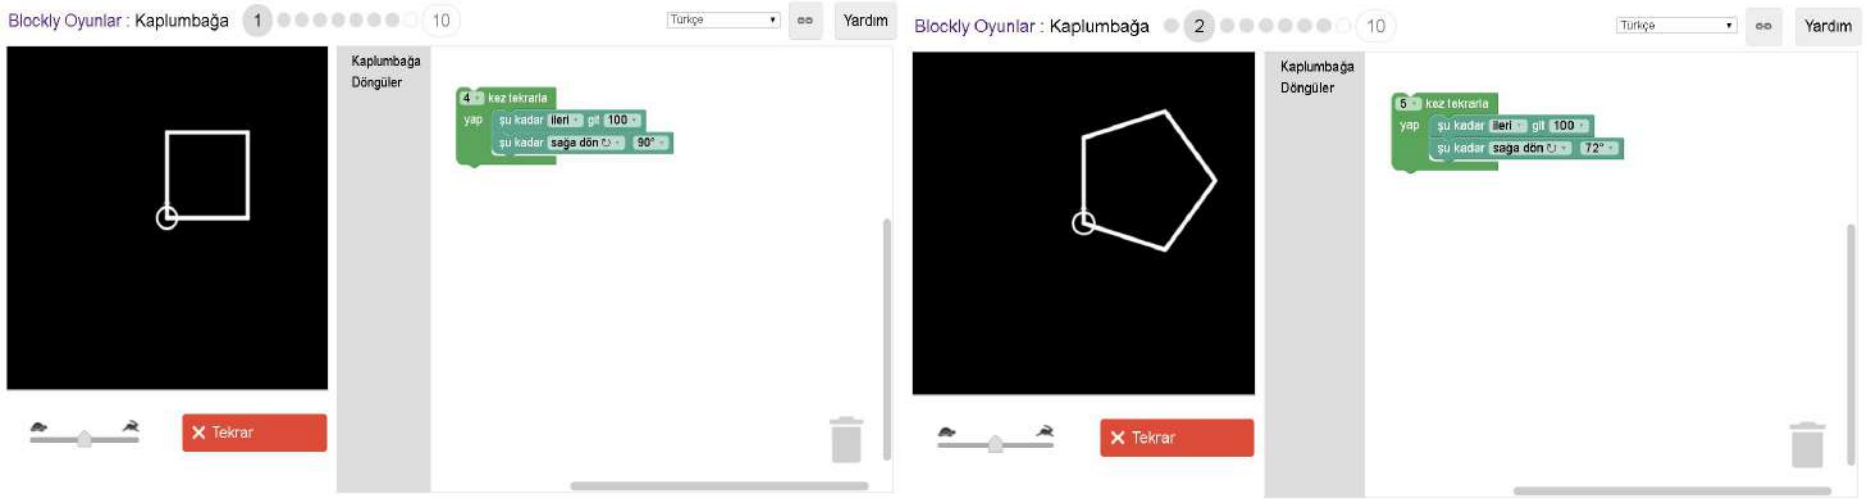 Blockly Oyunlar : Kaplumbağa 1 10 Türkçe Yardım
Kaplumbağa
Döngüler
4 kez tekrarla
yap şu kadar ileri git 100
şu kadar sağa dön ↻ 90°
Tekrar
Blockly Oyunlar : Kaplumbağa 2 10 Türkçe Yardım
Kaplumbağa
Döngüler
5 kez tekrarla
yap şu kadar ileri git 100
şu kadar sağa dön ↻ 72°
Tekrar